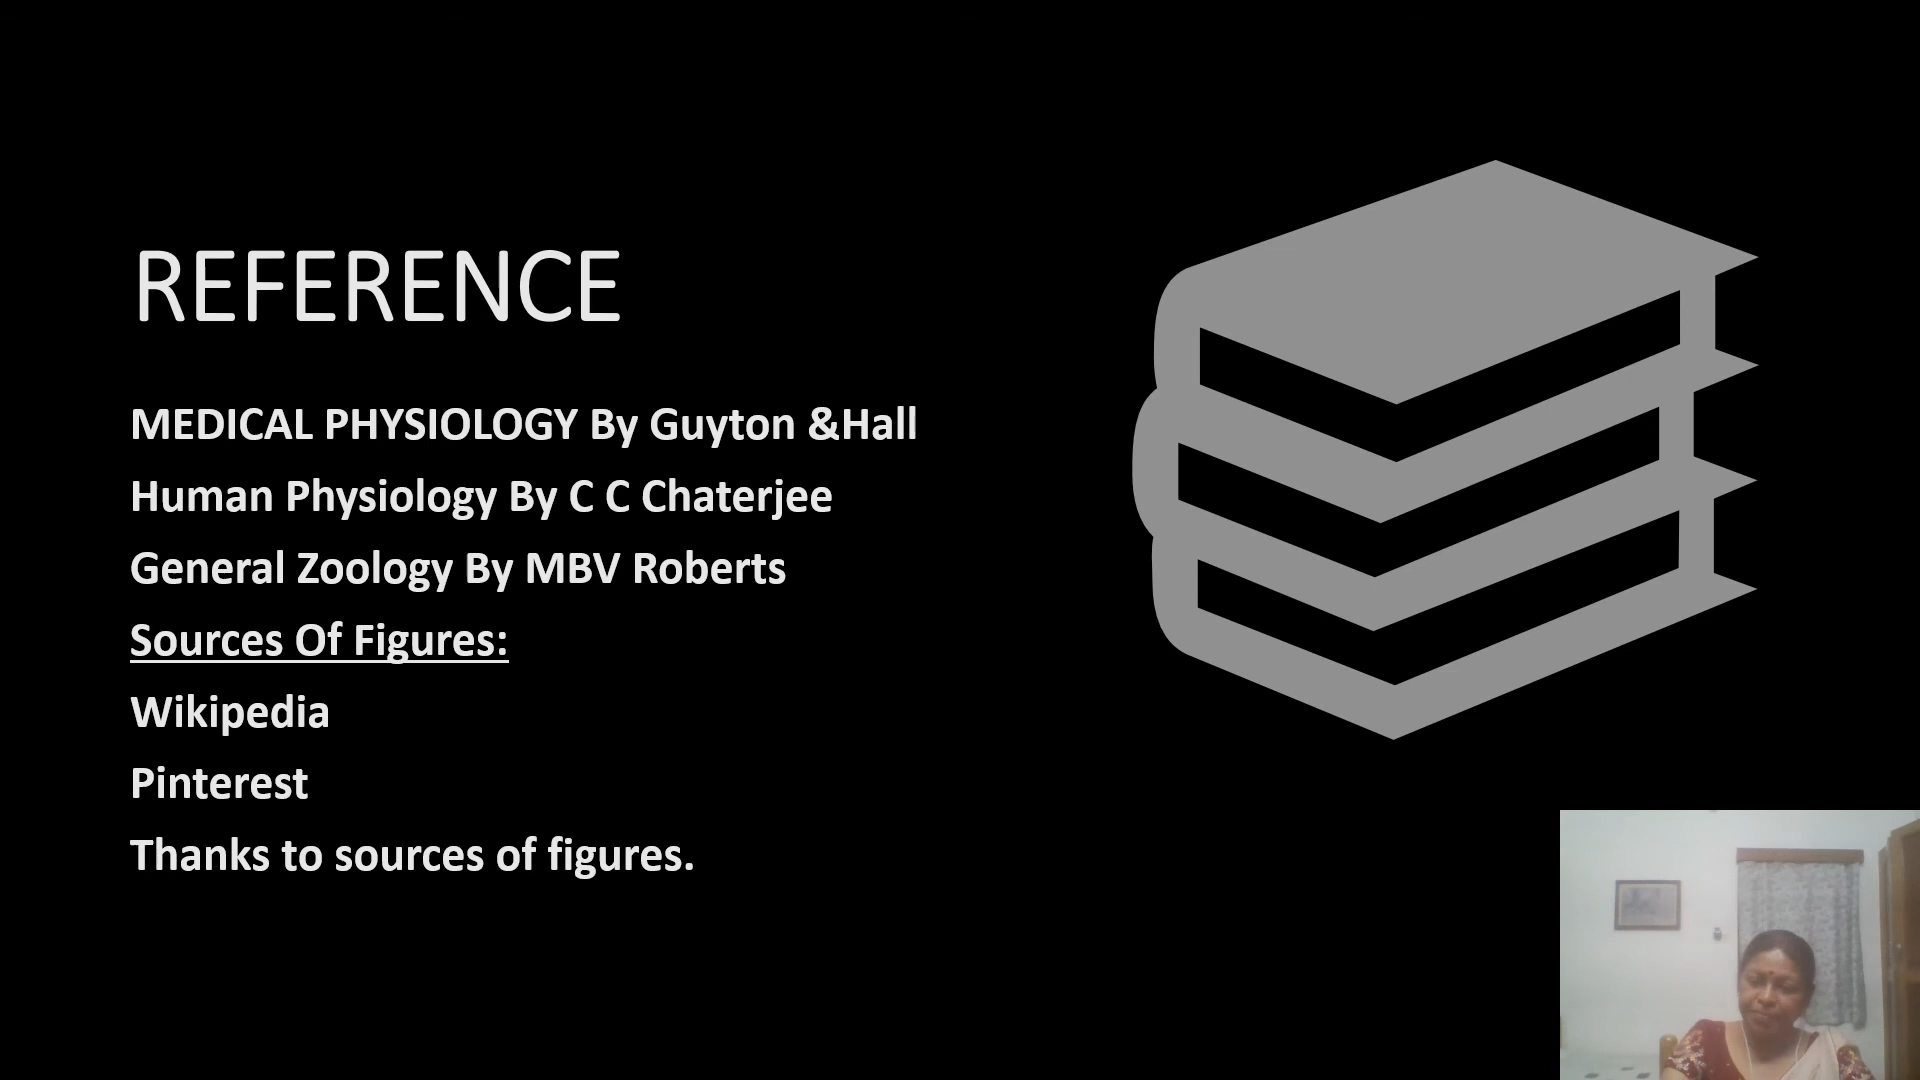 REFERENCE
MEDICAL PHYSIOLOGY By Guyton &Hall
Human Physiology By C C Chaterjee
General Zoology By MBV Roberts
Sources Of Figures:
Wikipedia
Pinterest
Thanks to sources of figures.